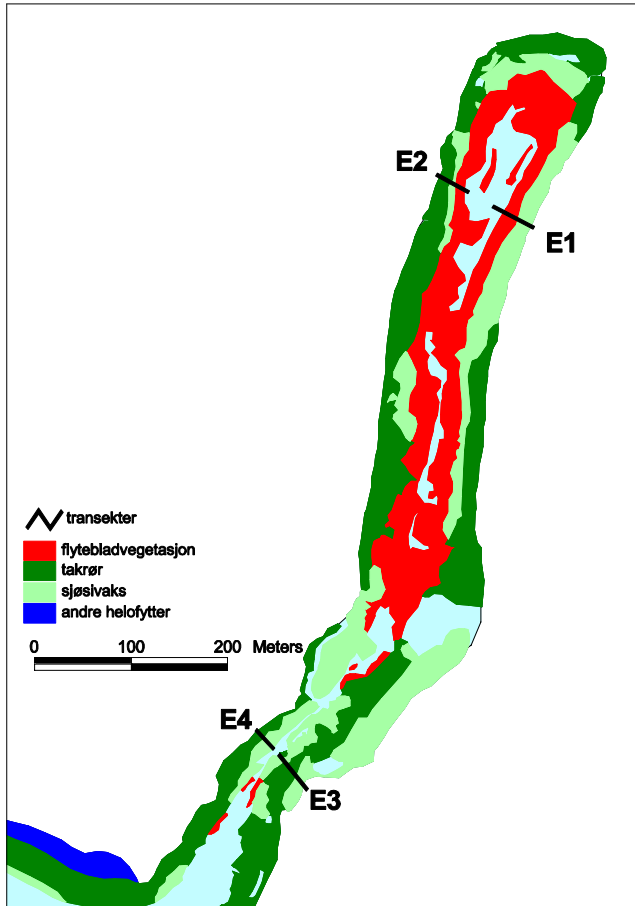 E2
E1
transekter
flytebladvegetasjon
takrør
sjøsivaks
andre helofytter
0 100 200 Meters
E4
E3